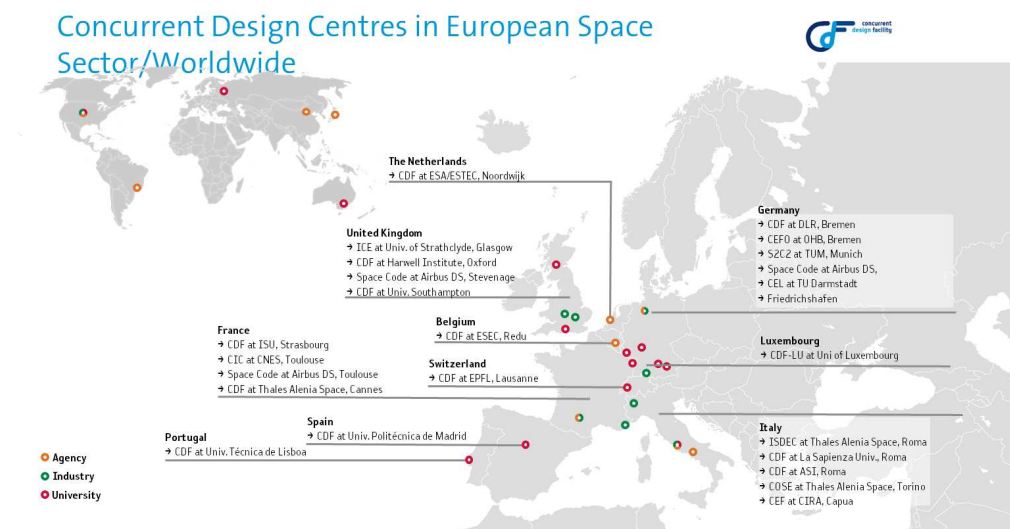 Concurrent Design Centres in European Space
Sector/Worldwide
concurrent
design facility
The Netherlands
→ CDF at ESA/ESTEC, Noordwijk
United Kingdom
→ ICE at Univ. of Strathclyde, Glasgow
→ CDF at Harwell Institute, Oxford
→ Space Code at Airbus DS, Stevenage
→ CDF at Univ. Southampton
Germany
→ CDF at DLR, Bremen
→ CEFO at OHB, Bremen
→ S2C2 at TUM, Munich
→ Space Code at Airbus DS,
→ CEL at TU Darmstadt
→ Friedrichshafen
Belgium
→ CDF at ESEC, Redu
France
→ CDF at ISU, Strasbourg
→ CIC at CNES, Toulouse
→ Space Code at Airbus DS, Toulouse
→ CDF at Thales Alenia Space, Cannes
Luxembourg
→ CDF-LU at Uni of Luxembourg
Switzerland
→ CDF at EPFL, Lausanne
Spain
→ CDF at Univ. Politécnica de Madrid
Portugal
→ CDF at Univ. Técnica de Lisboa
Italy
→ ISDEC at Thales Alenia Space, Roma
→ CDF at La Sapienza Univ., Roma
→ CDF at ASI, Roma
→ COSE at Thales Alenia Space, Torino
→ CEF at CIRA, Capua
Agency
Industry
University